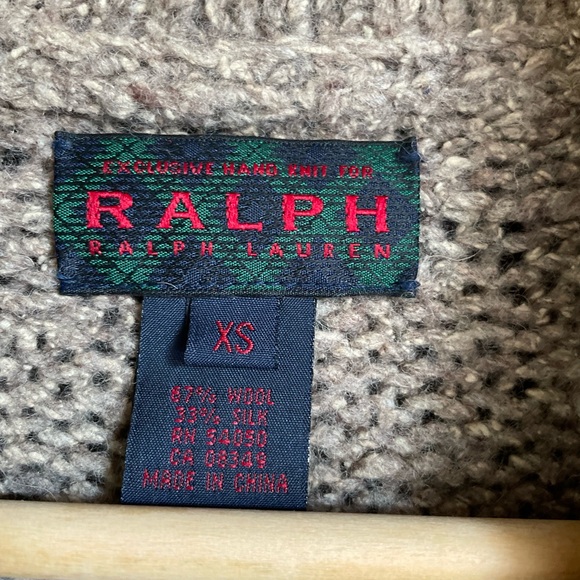 EXCLUSIVE HAND KNIT FOR
RALPH
RALPH LAUREN
XS
67% WOOL
33% SILK
RN 54050
CA 08349
MADE IN CHINA